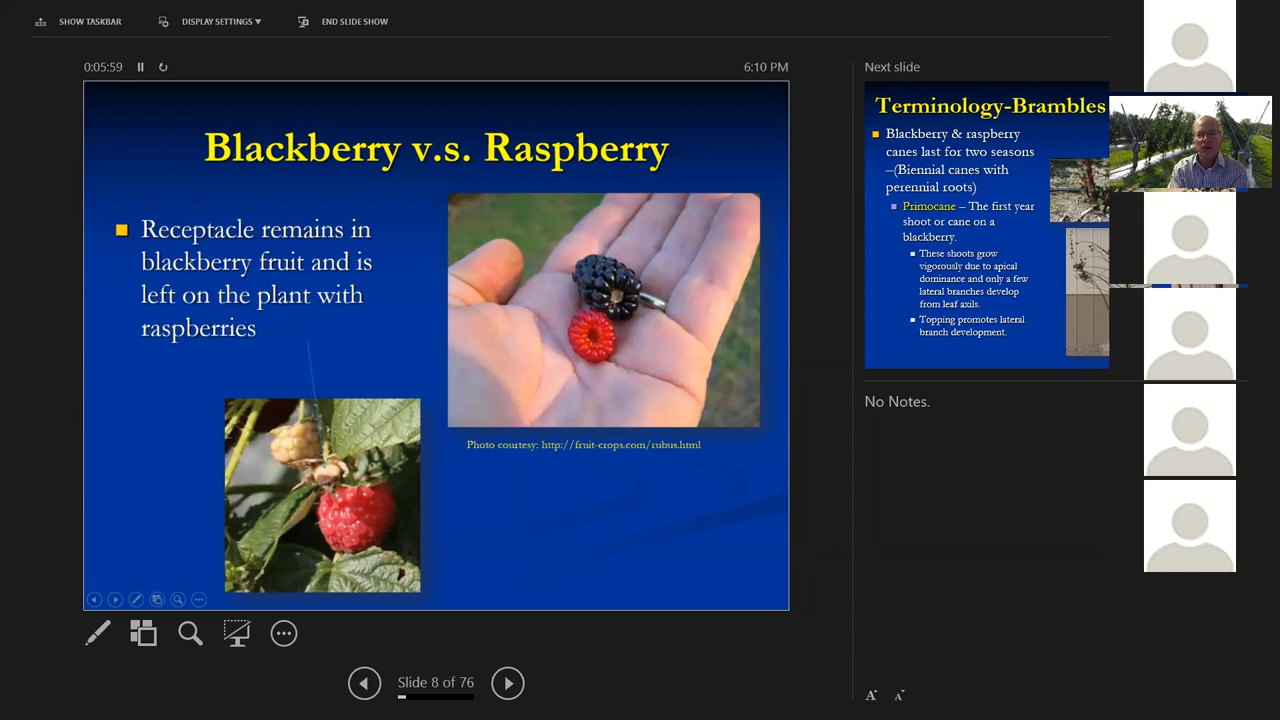 SHOW TASKBAR
DISPLAY SETTINGS
END SLIDE SHOW
0:05:59
6:10 PM
Blackberry v.s. Raspberry
Receptacle remains in
blackberry fruit and is
left on the plant with
raspberries
Photo courtesy: http://fruit-crops.com/rubus.html
Slide 8 of 76
Next slide
Terminology-Brambles
Blackberry & raspberry
canes last for two seasons
–(Biennial canes with
perennial roots)
Primocane – The first year
shoot or cane on a
blackberry.
These shoots grow
vigorously due to apical
dominance and only a few
lateral branches develop
from leaf axils.
Topping promotes lateral
branch development.
No Notes.
A A